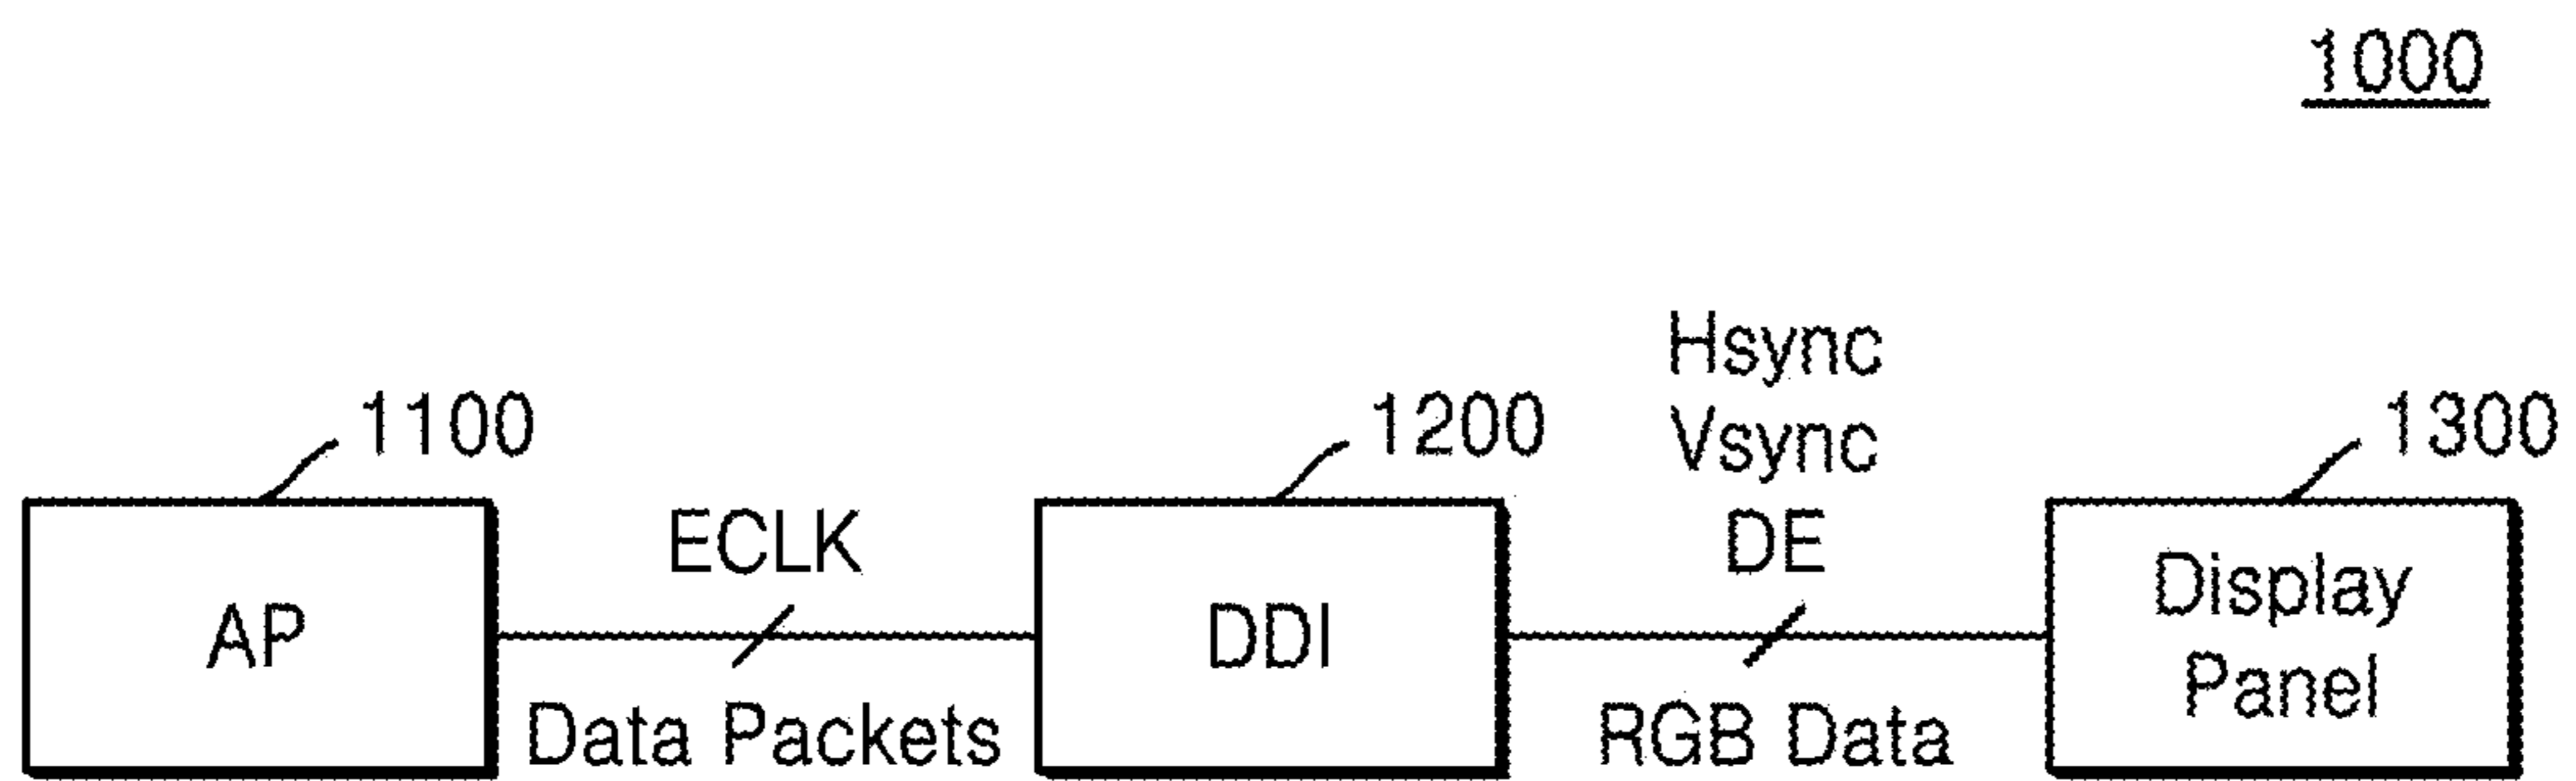 1000
1100
1200
1300
Hsync
Vsync
DE
ECLK
AP
DDI
Display
Panel
Data Packets
RGB Data